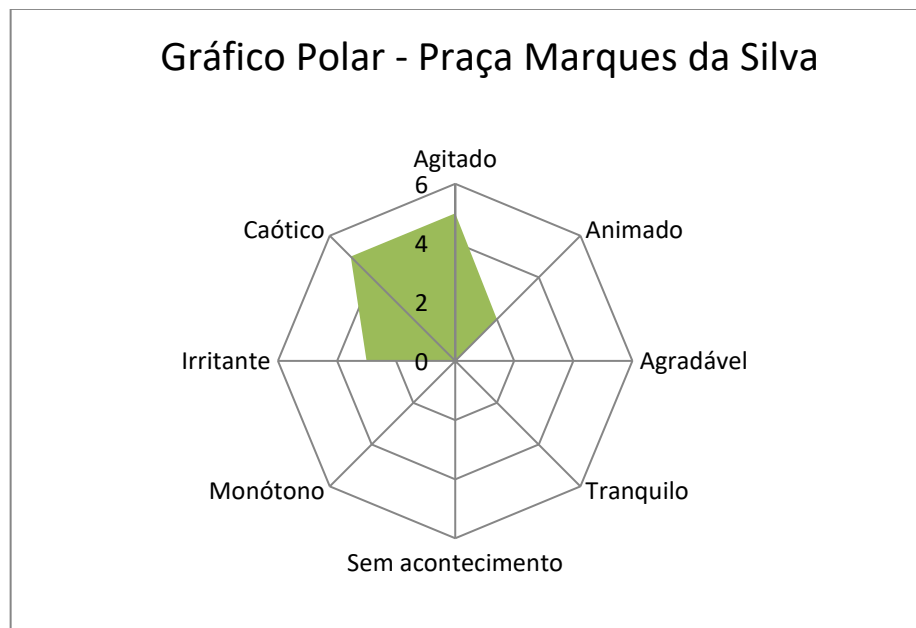 Gráfico Polar - Praça Marques da Silva
Agitado
6
Caótico
Animado
4
2
Irritante
0
Agradável
Monótono
Tranquilo
Sem acontecimento